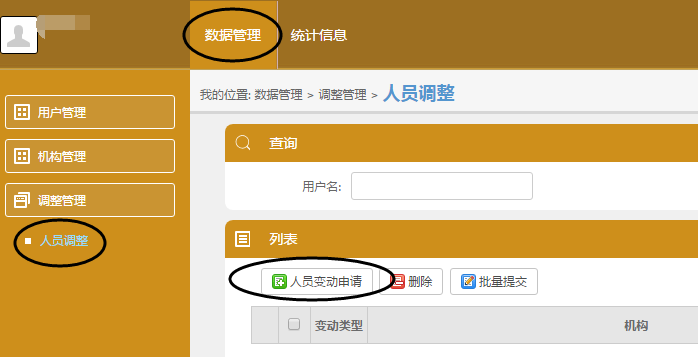 数据管理 统计信息
我的位置: 数据管理 > 调整管理 > 人员调整
用户管理
机构管理
调整管理
人员调整
查询
用户名:
列表
人员变动申请 删除 批量提交
变动类型 机构